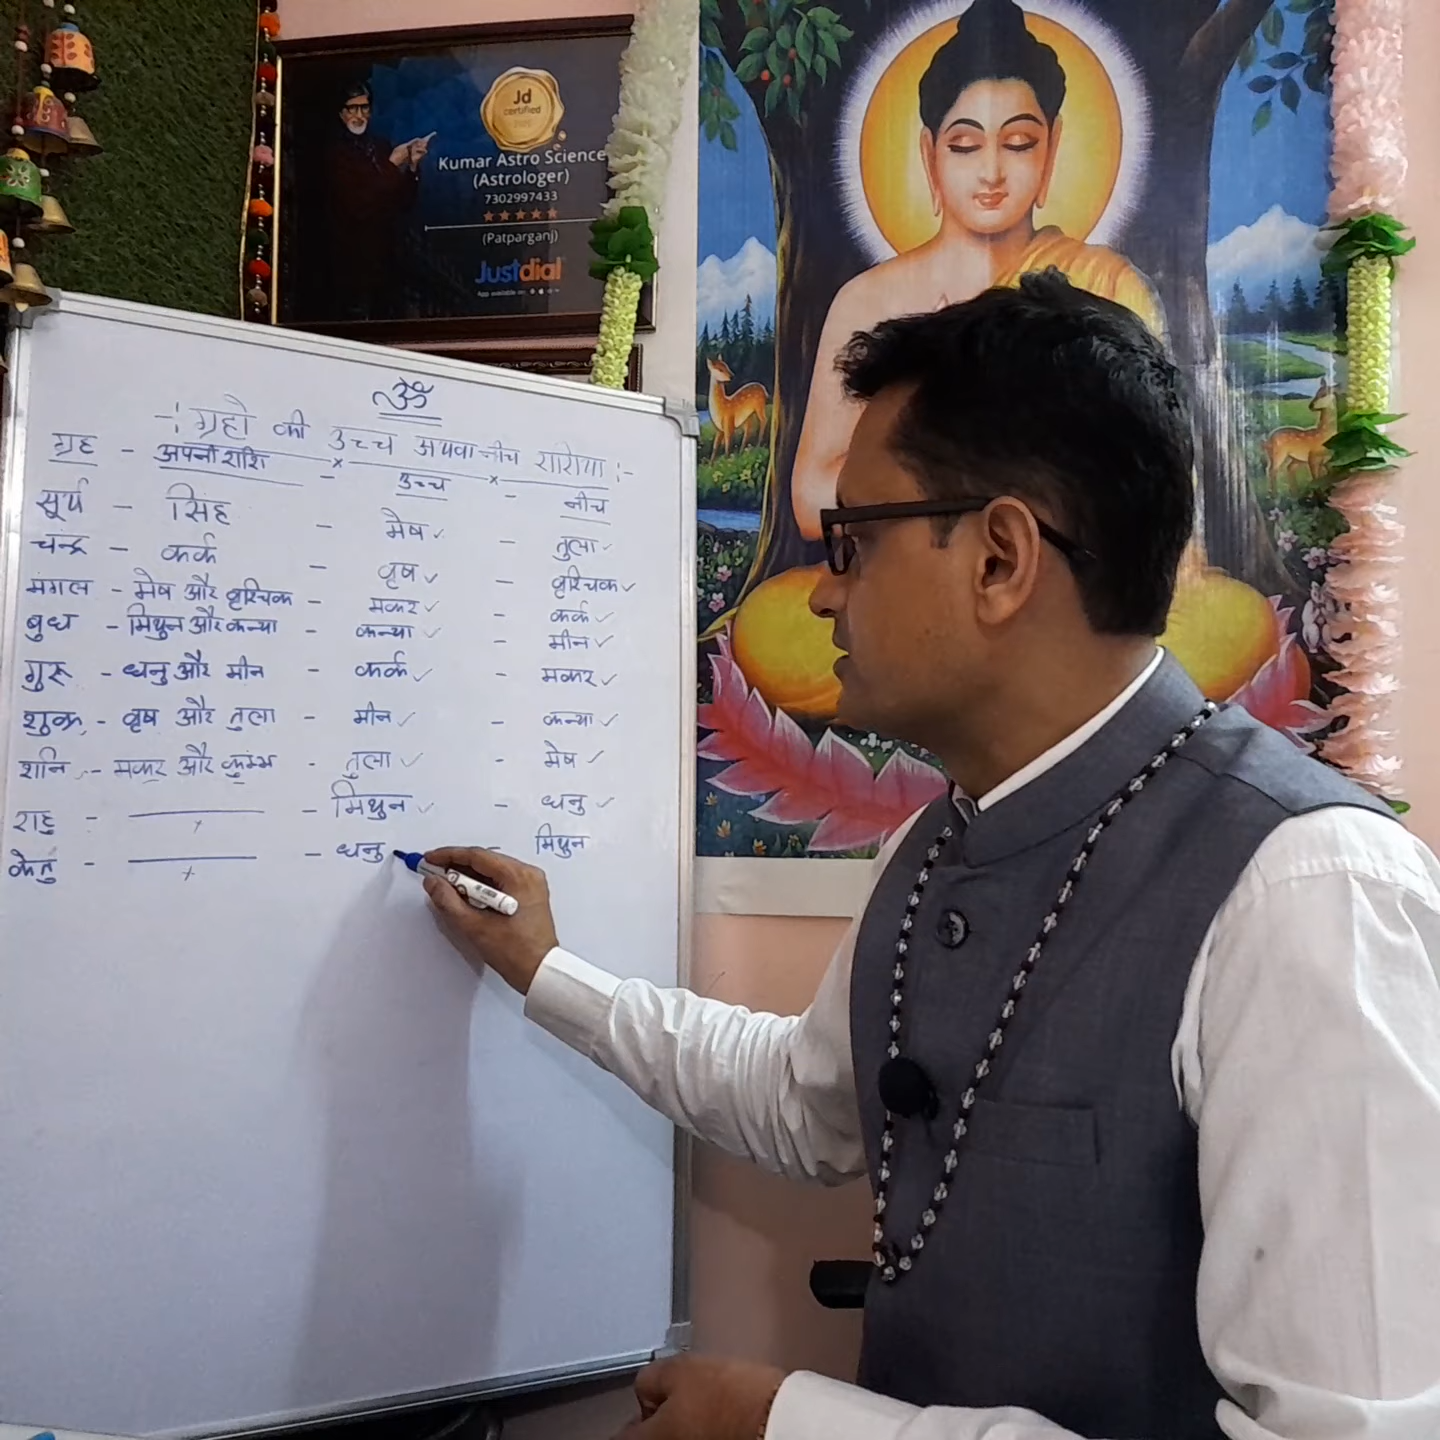 Jd
certified
Kumar Astro Science
(Astrologer)
7302997433
(Patparganj)
Justdial
ॐ
-: ग्रहो की उच्च अथवा नीच राशिया :-
ग्रह - अपनी राशि - उच्च - नीच
सूर्य - सिंह - मेष ✓ - तुला ✓
चन्द्र - कर्क - वृष ✓ - वृश्चिक ✓
मंगल - मेष और वृश्चिक - मकर ✓ - कर्क ✓
बुध - मिथुन और कन्या - कन्या ✓ - मीन ✓
गुरु - धनु और मीन - कर्क ✓ - मकर ✓
शुक्र - वृष और तुला - मीन ✓ - कन्या ✓
शनि - मकर और कुम्भ - तुला ✓ - मेष ✓
राहु - —x— - मिथुन ✓ - धनु ✓
केतु - —x— - धनु - मिथुन